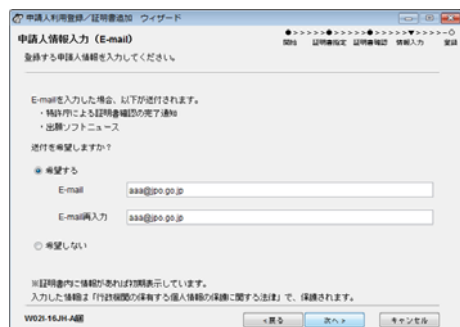 申請人利用登録／証明書追加 ウィザード
申請人情報入力（E-mail）
●>>>>>●>>>>>●>>>>>▼>>>>>-○
開始 証明書指定 証明書確認 情報入力 登録
登録する申請人情報を入力してください。
E-mailを入力した場合、以下が送付されます。
・特許庁による証明書確認の完了通知
・出願ソフトニュース
送付を希望しますか？
希望する
E-mail aaa@jpo.go.jp
E-mail再入力 aaa@jpo.go.jp
希望しない
※証明書内に情報があれば初期表示しています。
入力した情報は「行政機関の保有する個人情報の保護に関する法律」で、保護されます。
W02I-16JH-A図 <戻る 次へ> キャンセル